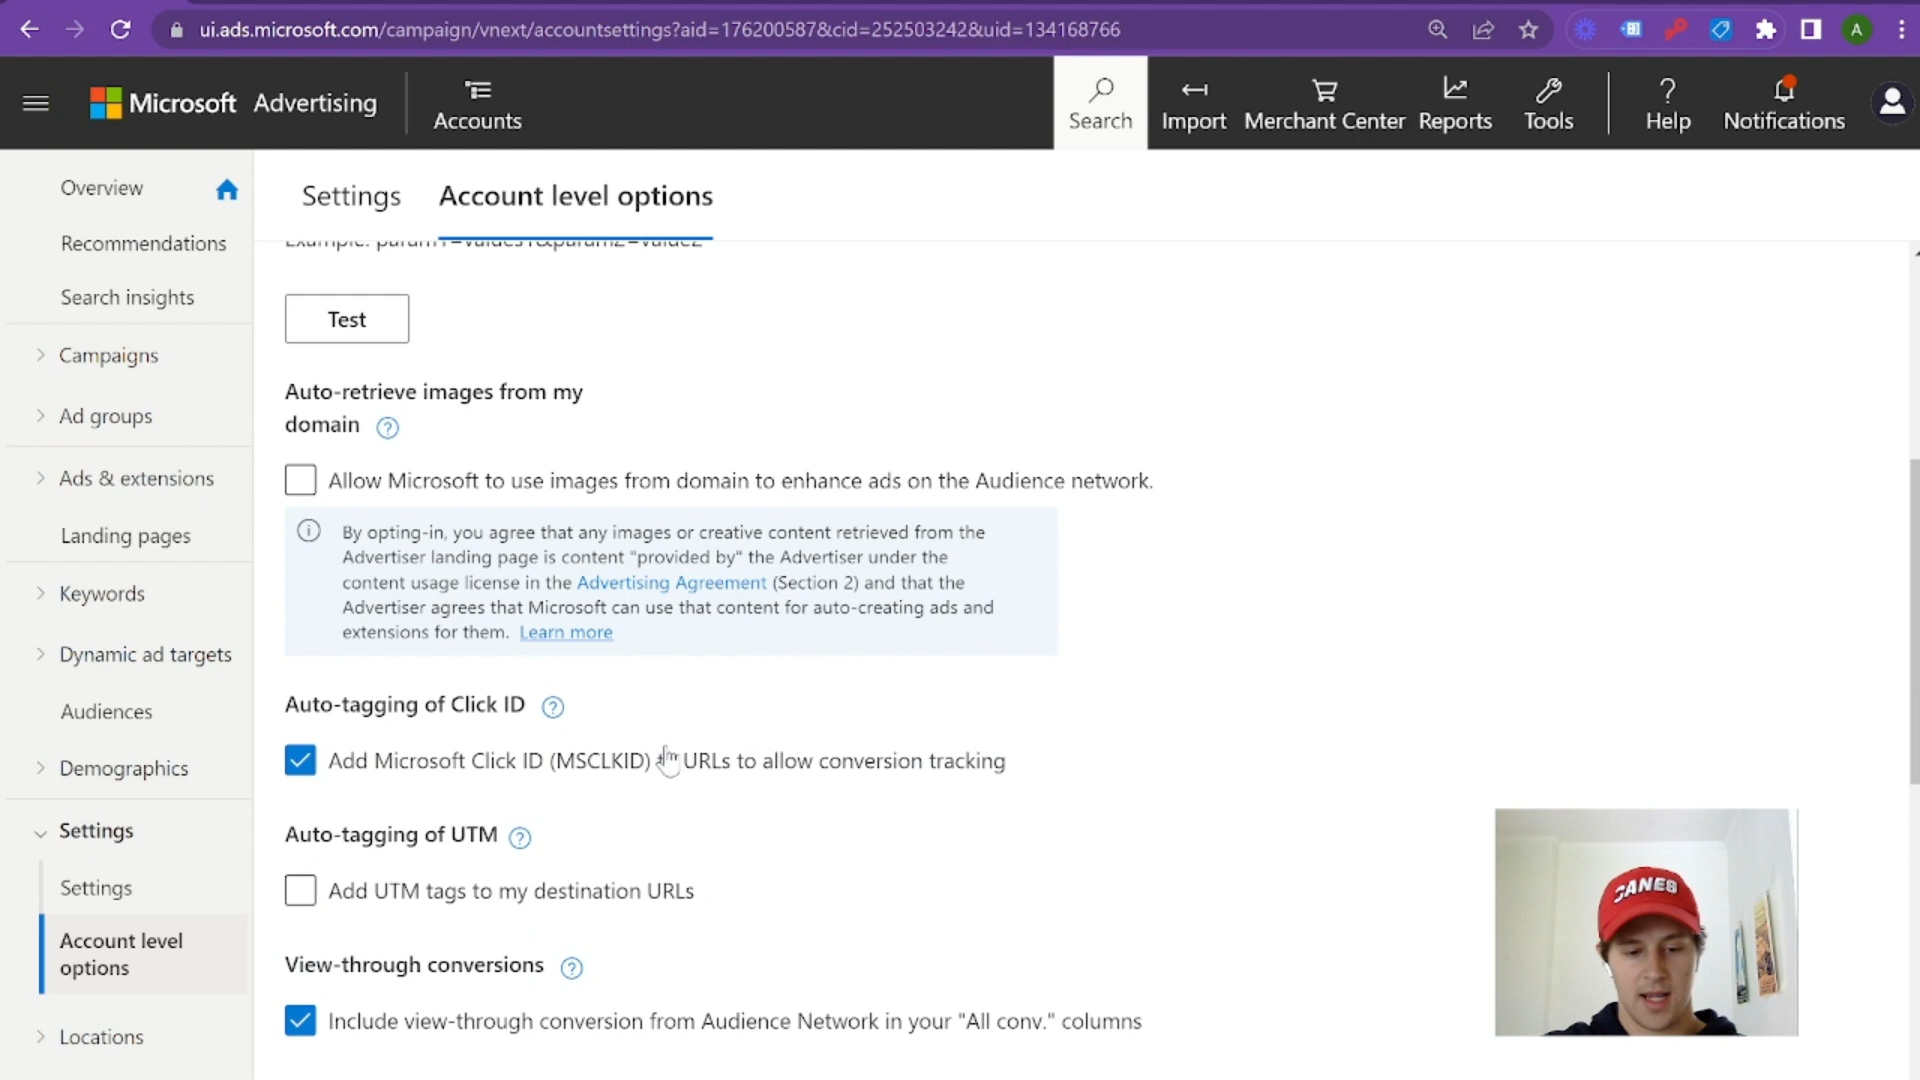 ui.ads.microsoft.com/campaign/vnext/accountsettings?aid=176200587&cid=252503242&uid=134168766
A
Microsoft Advertising
Accounts
Search
Import
Merchant Center
Reports
Tools
Help
Notifications
Overview
Recommendations
Search insights
Campaigns
Ad groups
Ads & extensions
Landing pages
Keywords
Dynamic ad targets
Audiences
Demographics
Settings
Settings
Account level
options
Locations
Settings
Account level options
Test
Auto-retrieve images from my
domain
Allow Microsoft to use images from domain to enhance ads on the Audience network.
By opting-in, you agree that any images or creative content retrieved from the
Advertiser landing page is content "provided by" the Advertiser under the
content usage license in the Advertising Agreement (Section 2) and that the
Advertiser agrees that Microsoft can use that content for auto-creating ads and
extensions for them. Learn more
Auto-tagging of Click ID
Add Microsoft Click ID (MSCLKID) URLs to allow conversion tracking
Auto-tagging of UTM
Add UTM tags to my destination URLs
View-through conversions
Include view-through conversion from Audience Network in your "All conv." columns
CANES